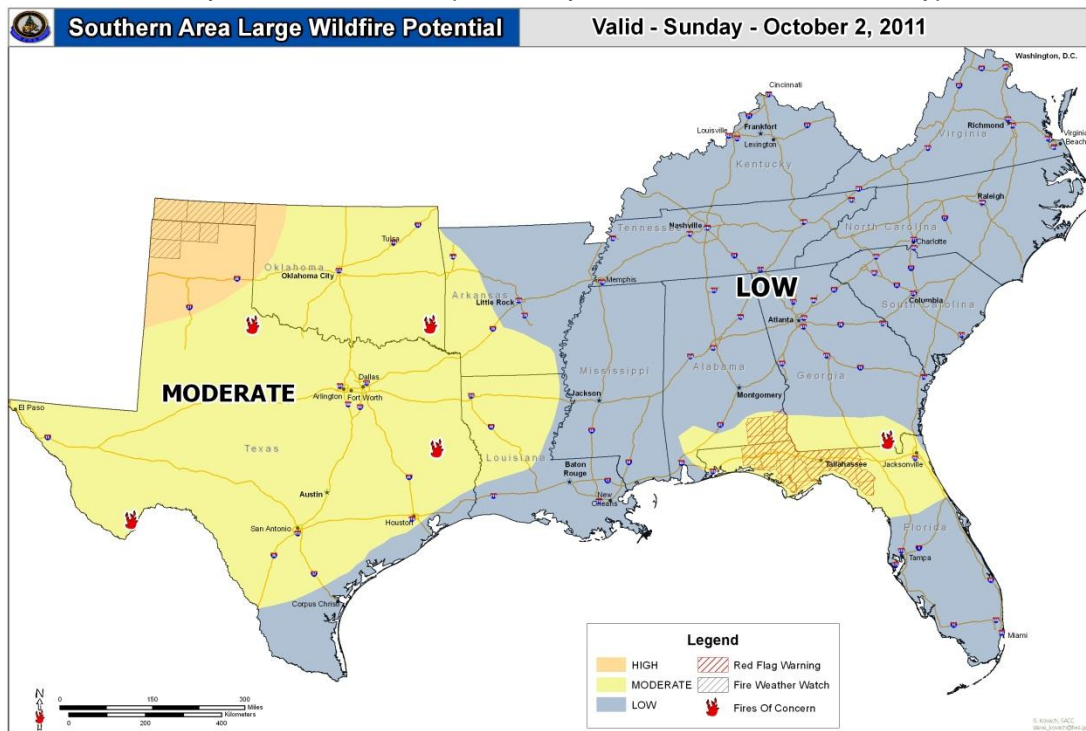 Southern Area Large Wildfire Potential
Valid - Sunday - October 2, 2011
Washington, D.C.
Cincinnati
Louisville
Frankfort
Lexington
Kentucky
Virginia
Richmond
Virginia
Beach
Raleigh
North Carolina
Charlotte
Tennessee
Nashville
Memphis
Tulsa
Oklahoma
Oklahoma City
Arkansas
Little Rock
LOW
Atlanta
Columbia
South Carolina
MODERATE
Dallas
Arlington
Fort Worth
Mississippi
Jackson
Alabama
Montgomery
Georgia
El Paso
Texas
Louisiana
Baton
Rouge
New
Orleans
Tallahassee
Jacksonville
Austin
San Antonio
Houston
Florida
Tampa
Corpus Christi
Miami
Legend
HIGH
Red Flag Warning
MODERATE
Fire Weather Watch
LOW
Fires Of Concern
N
0 150 300
Miles
Kilometers
0 200 400